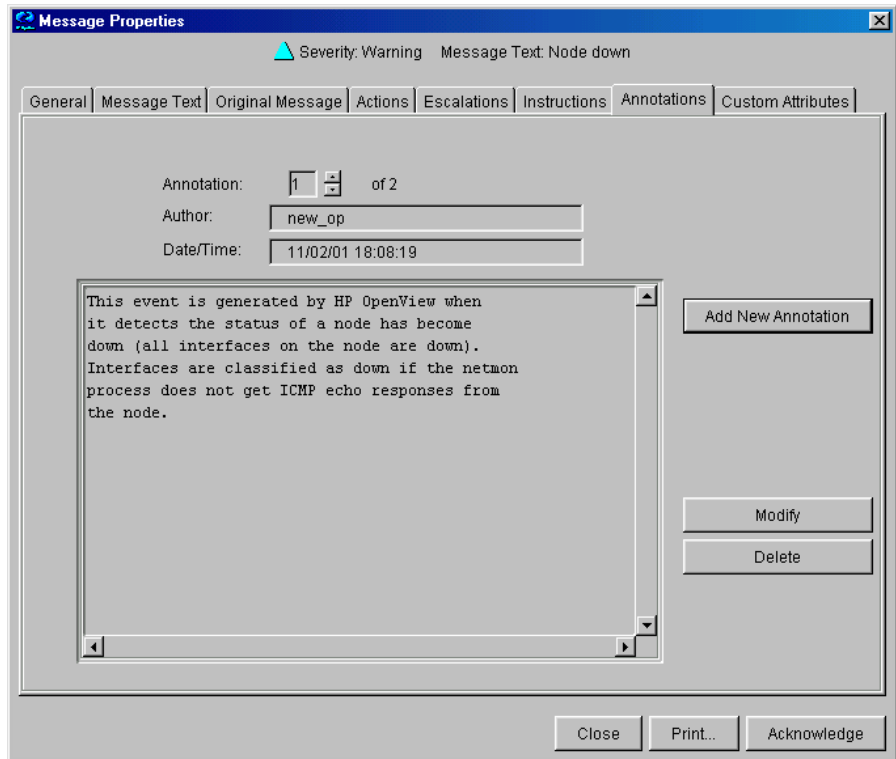 Message Properties
Severity: Warning Message Text: Node down
General Message Text Original Message Actions Escalations Instructions Annotations Custom Attributes
Annotation: 1 of 2
Author: new_op
Date/Time: 11/02/01 18:08:19
This event is generated by HP OpenView when
it detects the status of a node has become
down (all interfaces on the node are down).
Interfaces are classified as down if the netmon
process does not get ICMP echo responses from
the node.
Add New Annotation
Modify
Delete
Close Print... Acknowledge